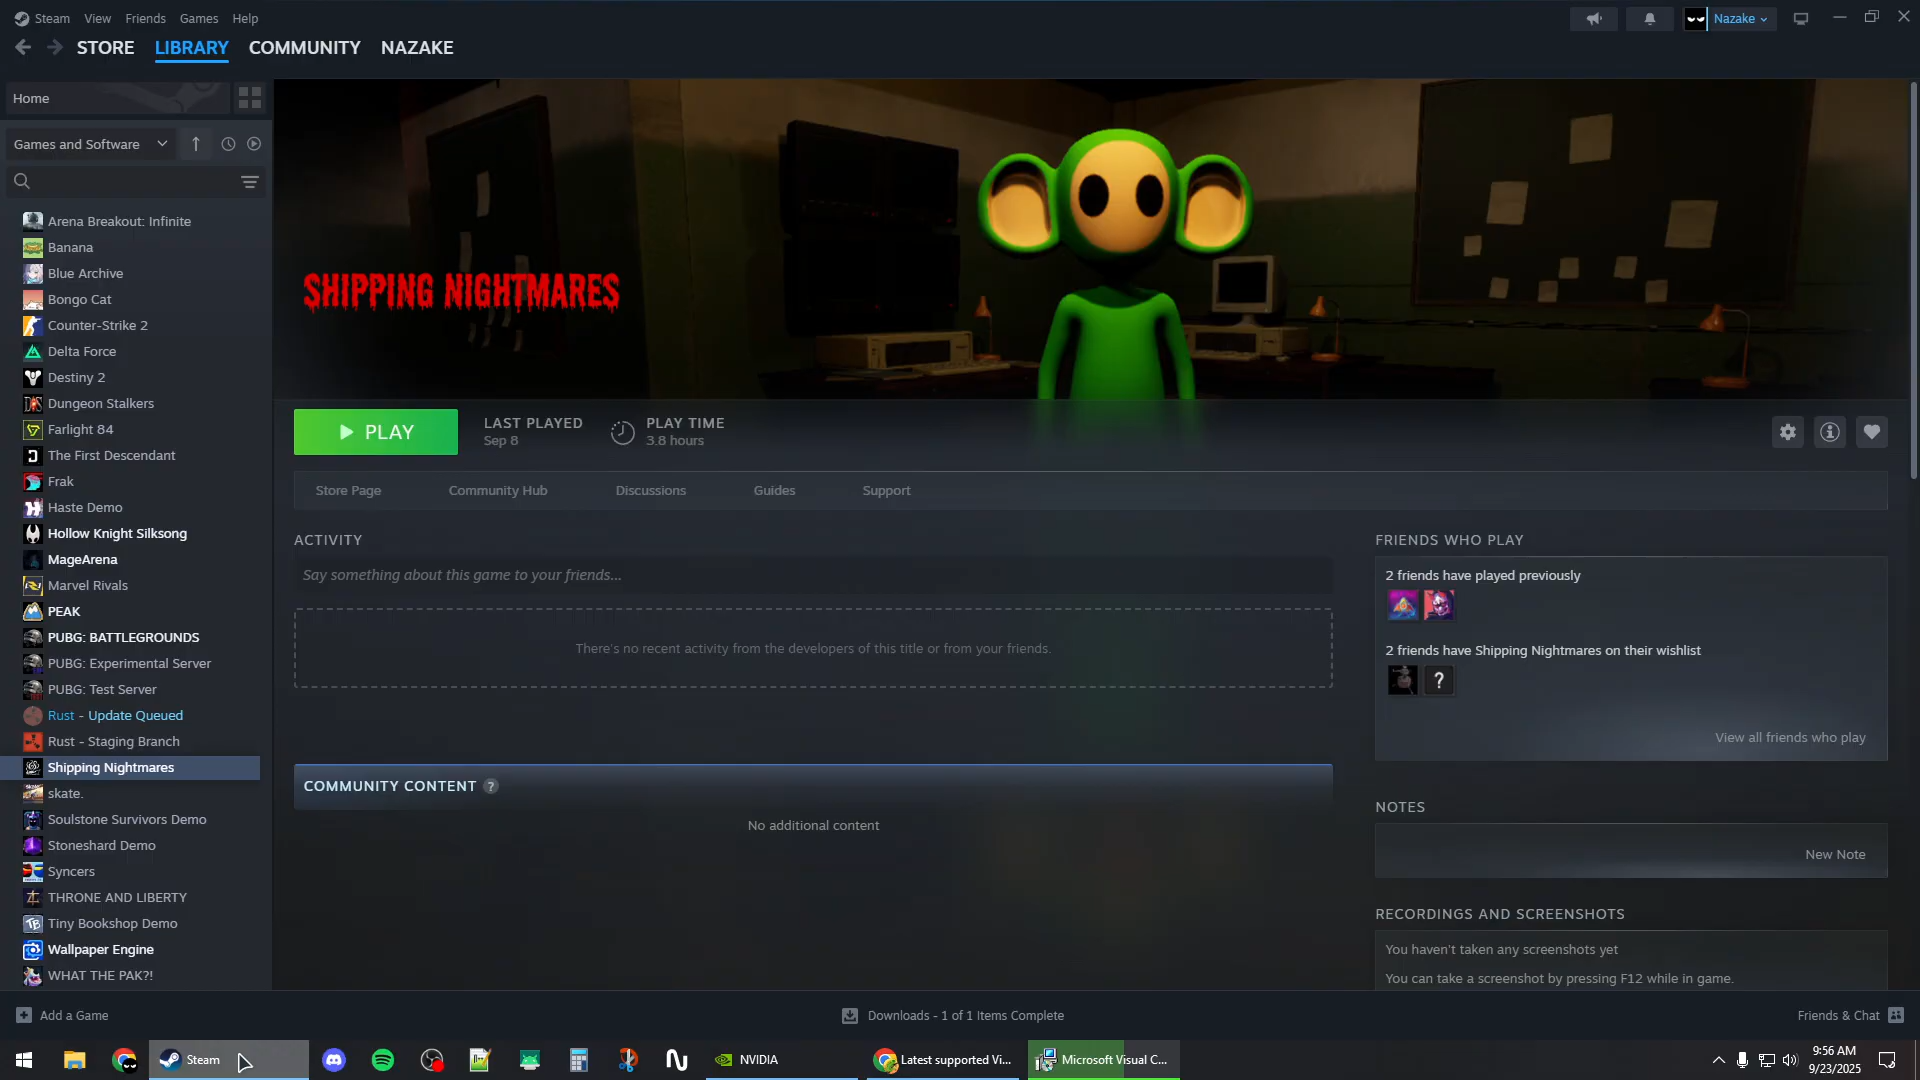 Steam View Friends Games Help
Nazake
STORE LIBRARY COMMUNITY NAZAKE
Home
Games and Software
Arena Breakout: Infinite
Banana
Blue Archive
Bongo Cat
Counter-Strike 2
Delta Force
Destiny 2
Dungeon Stalkers
Farlight 84
The First Descendant
Frak
Haste Demo
Hollow Knight Silksong
MageArena
Marvel Rivals
PEAK
PUBG: BATTLEGROUNDS
PUBG: Experimental Server
PUBG: Test Server
Rust - Update Queued
Rust - Staging Branch
Shipping Nightmares
skate.
Soulstone Survivors Demo
Stoneshard Demo
Syncers
THRONE AND LIBERTY
Tiny Bookshop Demo
Wallpaper Engine
WHAT THE PAK?!
SHIPPING NIGHTMARES
PLAY
LAST PLAYED
Sep 8
PLAY TIME
3.8 hours
Store Page Community Hub Discussions Guides Support
ACTIVITY
Say something about this game to your friends...
There's no recent activity from the developers of this title or from your friends.
COMMUNITY CONTENT ?
No additional content
FRIENDS WHO PLAY
2 friends have played previously
2 friends have Shipping Nightmares on their wishlist
?
View all friends who play
NOTES
New Note
RECORDINGS AND SCREENSHOTS
You haven't taken any screenshots yet
You can take a screenshot by pressing F12 while in game.
Add a Game
Downloads - 1 of 1 Items Complete
Friends & Chat
Steam
NVIDIA
Latest supported Vi...
Microsoft Visual C...
9:56 AM
9/23/2025